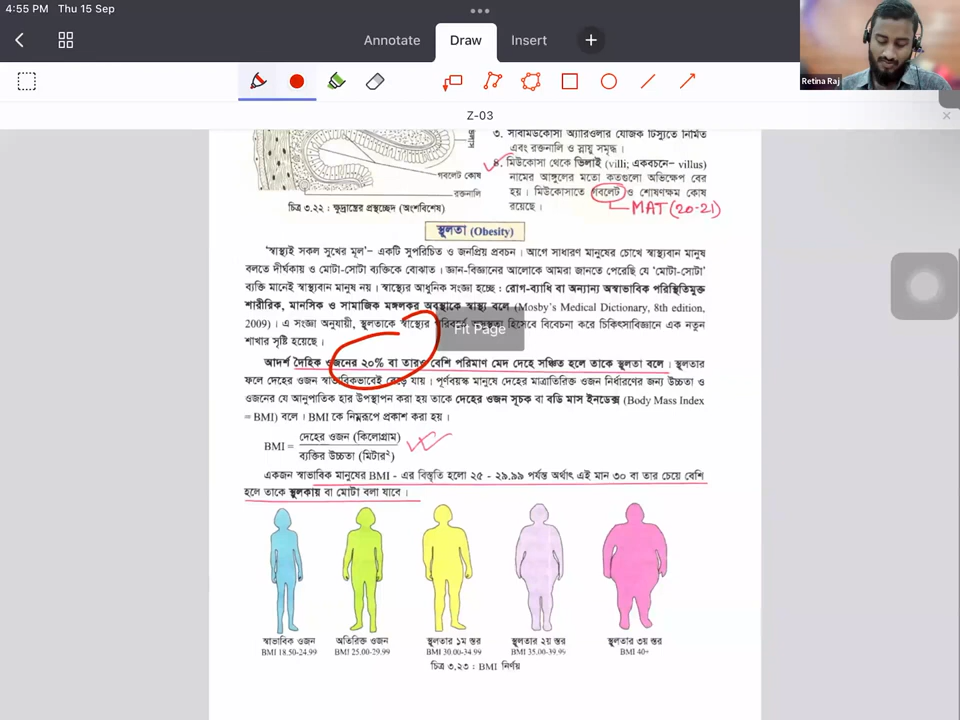 4:55 PM Thu 15 Sep
Annotate Draw Insert
Retina Raj
Z-03
৩. সাবমিউকোসা অ্যারিওলার যোজক টিস্যুতে নির্মিত
এবং রক্তনালি ও স্নায়ু সমৃদ্ধ।
৪. মিউকোসা থেকে ভিলাই (villi; একবচনে– villus)
গবলেট কোষ
নামের আঙ্গুলের মতো কতগুলো অভিক্ষেপ বের
হয়। মিউকোসাতে গবলেট ও শোষণক্ষম কোষ
রক্তনালি
রয়েছে।
MAT (20-21)
চিত্র ৩.২২ : ক্ষুদ্রান্ত্রের প্রস্থচ্ছেদ (অংশবিশেষ)
স্থূলতা (Obesity)
‘স্বাস্থ্যই সকল সুখের মূল’– একটি সুপরিচিত ও জনপ্রিয় প্রবচন। আগে সাধারণ মানুষের চোখে স্বাস্থ্যবান মানুষ
বলতে দীর্ঘকায় ও মোটা-সোটা ব্যক্তিকে বোঝাত। জ্ঞান-বিজ্ঞানের আলোকে আমরা জানতে পেরেছি যে ‘মোটা-সোটা’
ব্যক্তি মানেই স্বাস্থ্যবান মানুষ নয়। স্বাস্থ্যের আধুনিক সংজ্ঞা হচ্ছে : রোগ-ব্যাধি বা অন্যান্য অস্বাভাবিক পরিস্থিতিমুক্ত
শারীরিক, মানসিক ও সামাজিক মঙ্গলকর অবস্থাকে স্বাস্থ্য বলে (Mosby's Medical Dictionary, 8th edition,
2009)। এ সংজ্ঞা অনুযায়ী, স্থূলতাকে স্বাস্থ্যের পরিবর্তে হিসেবে বিবেচনা করে চিকিৎসাবিজ্ঞানে এক নতুন
Fit Page
শাখার সৃষ্টি হয়েছে।
আদর্শ দৈহিক ওজনের ২০% বা তারও বেশি পরিমাণ মেদ দেহে সঞ্চিত হলে তাকে স্থূলতা বলে। স্থূলতার
ফলে দেহের ওজন স্বাভাবিকভাবেই বেড়ে যায়। পূর্ণবয়স্ক মানুষে দেহের মাত্রাতিরিক্ত ওজন নির্ধারণের জন্য উচ্চতা ও
ওজনের যে আনুপাতিক হার উপস্থাপন করা হয় তাকে দেহের ওজন সূচক বা বডি মাস ইনডেক্স (Body Mass Index
= BMI) বলে। BMI কে নিম্নরূপে প্রকাশ করা হয়।
BMI = দেহের ওজন (কিলোগ্রাম)
ব্যক্তির উচ্চতা (মিটার²)
একজন স্বাভাবিক মানুষের BMI - এর বিস্তৃতি হলো ২৫ - ২৯.৯৯ পর্যন্ত অর্থাৎ এই মান ৩০ বা তার চেয়ে বেশি
হলে তাকে স্থূলকায় বা মোটা বলা যাবে।
স্বাভাবিক ওজন অতিরিক্ত ওজন স্থূলতার ১ম স্তর স্থূলতার ২য় স্তর স্থূলতার ৩য় স্তর
BMI 18.50-24.99 BMI 25.00-29.99 BMI 30.00-34.99 BMI 35.00-39.99 BMI 40+
চিত্র ৩.২৩ : BMI নির্ণয়